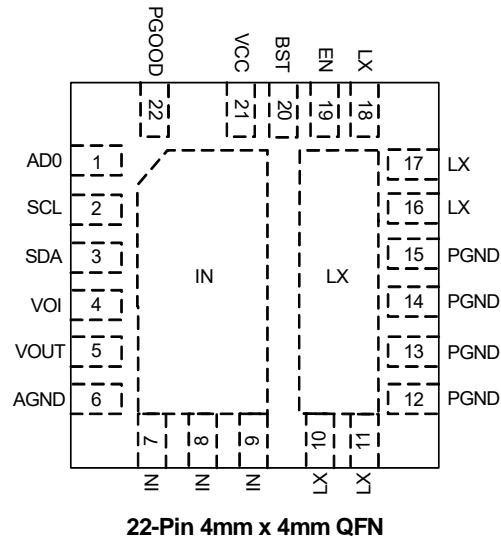 PGOOD VCC BST EN LX
22 21 20 19 18
AD0 1 17 LX
SCL 2 16 LX
SDA 3 15 PGND
IN LX
VOI 4 14 PGND
VOUT 5 13 PGND
AGND 6 12 PGND
7 8 9 10 11
IN IN IN LX LX
22-Pin 4mm x 4mm QFN